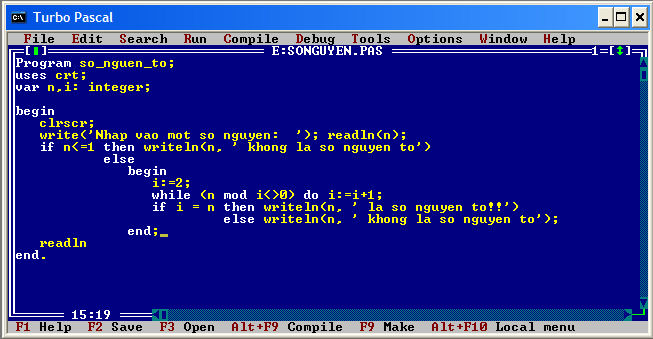 Turbo Pascal
File Edit Search Run Compile Debug Tools Options Window Help
E:SONGUYEN.PAS 1=[↕]
Program so_nguen_to;
uses crt;
var n,i: integer;
begin
clrscr;
write('Nhap vao mot so nguyen:  '); readln(n);
if n<=1 then writeln(n, ' khong la so nguyen to')
else
begin
i:=2;
while (n mod i<>0) do i:=i+1;
if i = n then writeln(n, ' la so nguyen to!!')
else writeln(n, ' khong la so nguyen to');
end;
readln
end.
15:19
F1 Help F2 Save F3 Open Alt+F9 Compile F9 Make Alt+F10 Local menu